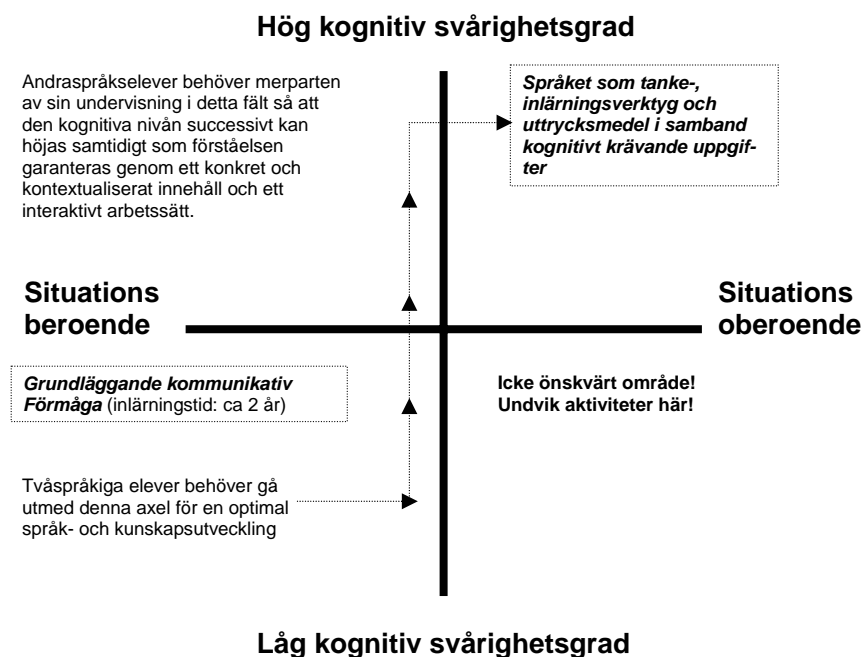 Hög kognitiv svårighetsgrad
Andraspråkselever behöver merparten
av sin undervisning i detta fält så att
den kognitiva nivån successivt kan
höjas samtidigt som förståelsen
garanteras genom ett konkret och
kontextualiserat innehåll och ett
interaktivt arbetssätt.
Språket som tanke-,
inlärningsverktyg och
uttrycksmedel i samband
kognitivt krävande uppgif-
ter
Situations
beroende
Situations
oberoende
Grundläggande kommunikativ
Förmåga (inlärningstid: ca 2 år)
Icke önskvärt område!
Undvik aktiviteter här!
Tvåspråkiga elever behöver gå
utmed denna axel för en optimal
språk- och kunskapsutveckling
Låg kognitiv svårighetsgrad